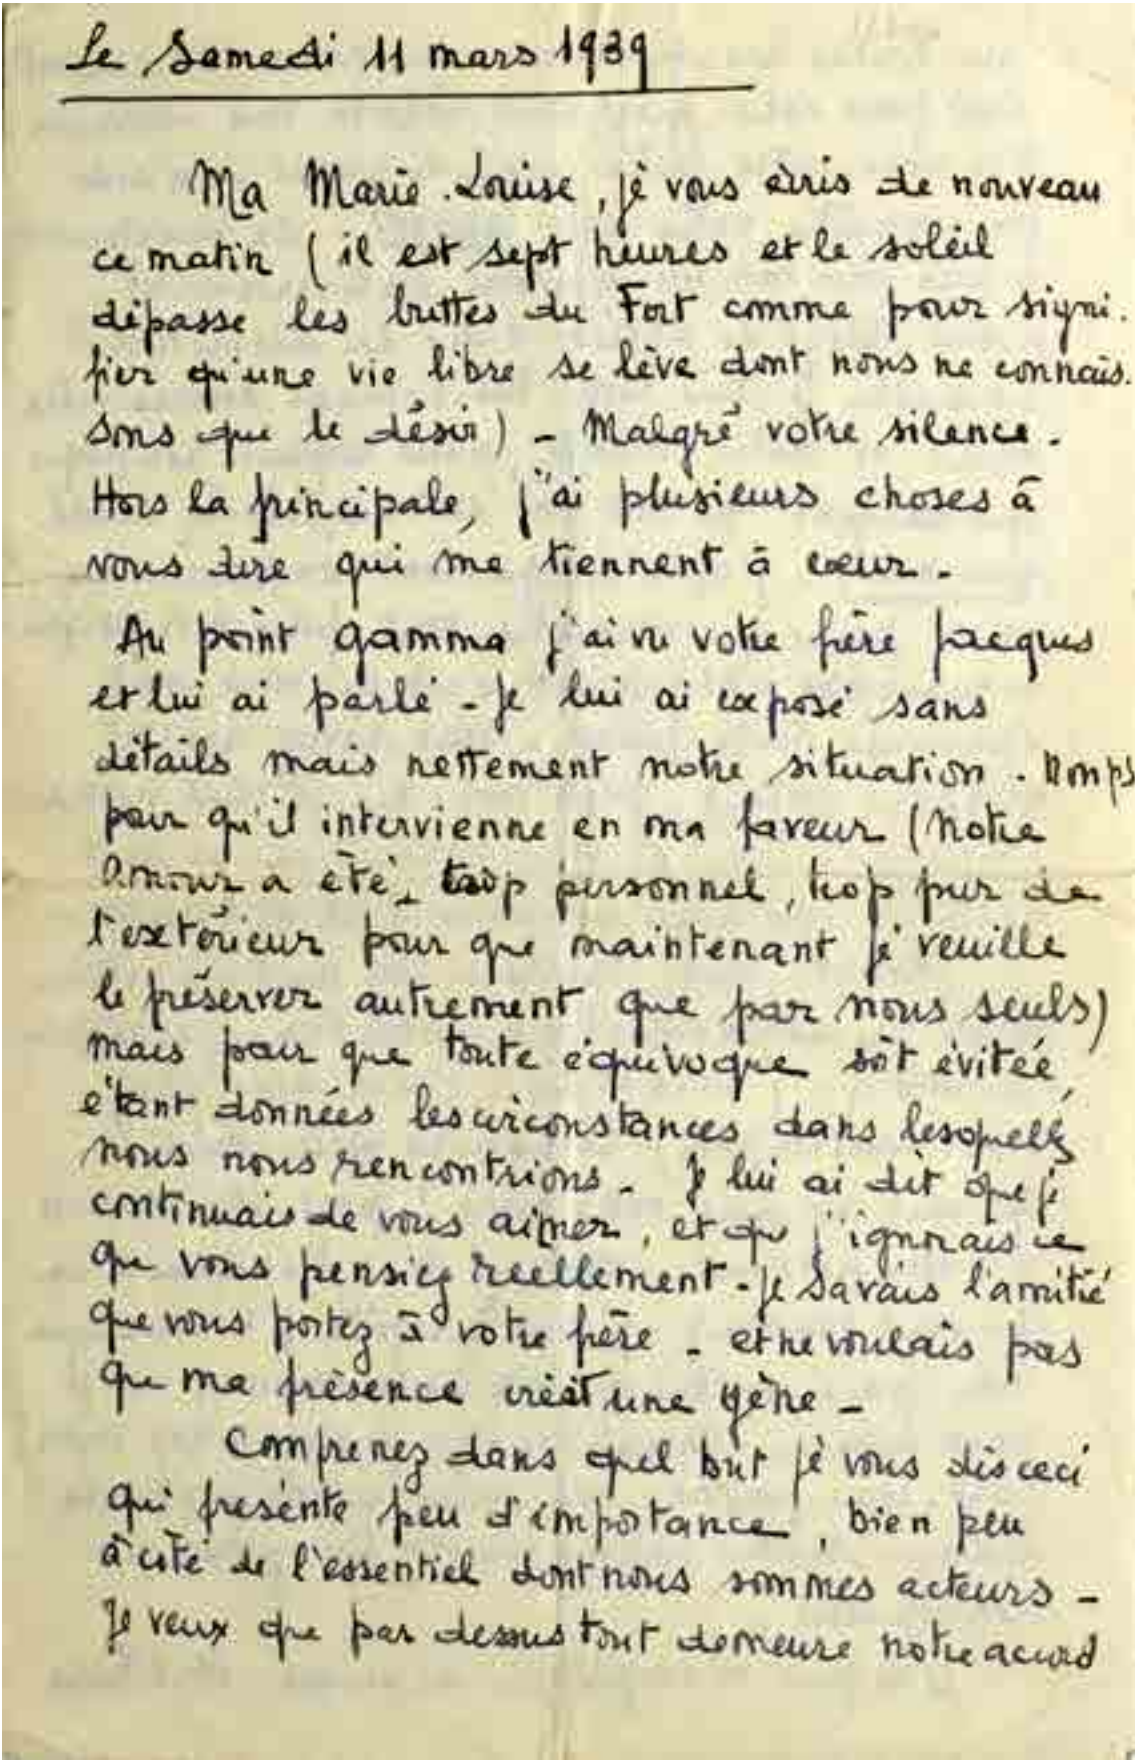 Le Samedi 11 mars 1939
Ma Marie-Louise, je vous écris de nouveau
ce matin (il est sept heures et le soleil
dépasse les buttes du Fort comme pour signi-
fier qu'une vie libre se lève dont nous ne connais-
sons que le désir) - Malgré votre silence.
Hors la principale, j'ai plusieurs choses à
vous dire qui me tiennent à cœur -
Au point gamma j'ai vu votre frère Jacques
et lui ai parlé - Je lui ai exposé sans
détails mais nettement notre situation. Non ps
pour qu'il intervienne en ma faveur (Notre
Amour a été trop personnel, trop pur de
l'extérieur pour que maintenant je veuille
le préserver autrement que par nous seuls)
mais pour que toute équivoque soit évitée,
étant données les circonstances dans lesquelles
nous nous rencontrions - Je lui ai dit que je
continuais de vous aimer, et que j'ignorais ce
que vous pensiez réellement - Je savais l'amitié
que vous portez à votre frère - et ne voulais pas
que ma présence créât une gêne -
Comprenez dans quel but je vous dis ceci
qui présente peu d'importance, bien peu
à côté de l'essentiel dont nous sommes acteurs -
Je veux que par dessus tout demeure notre accord